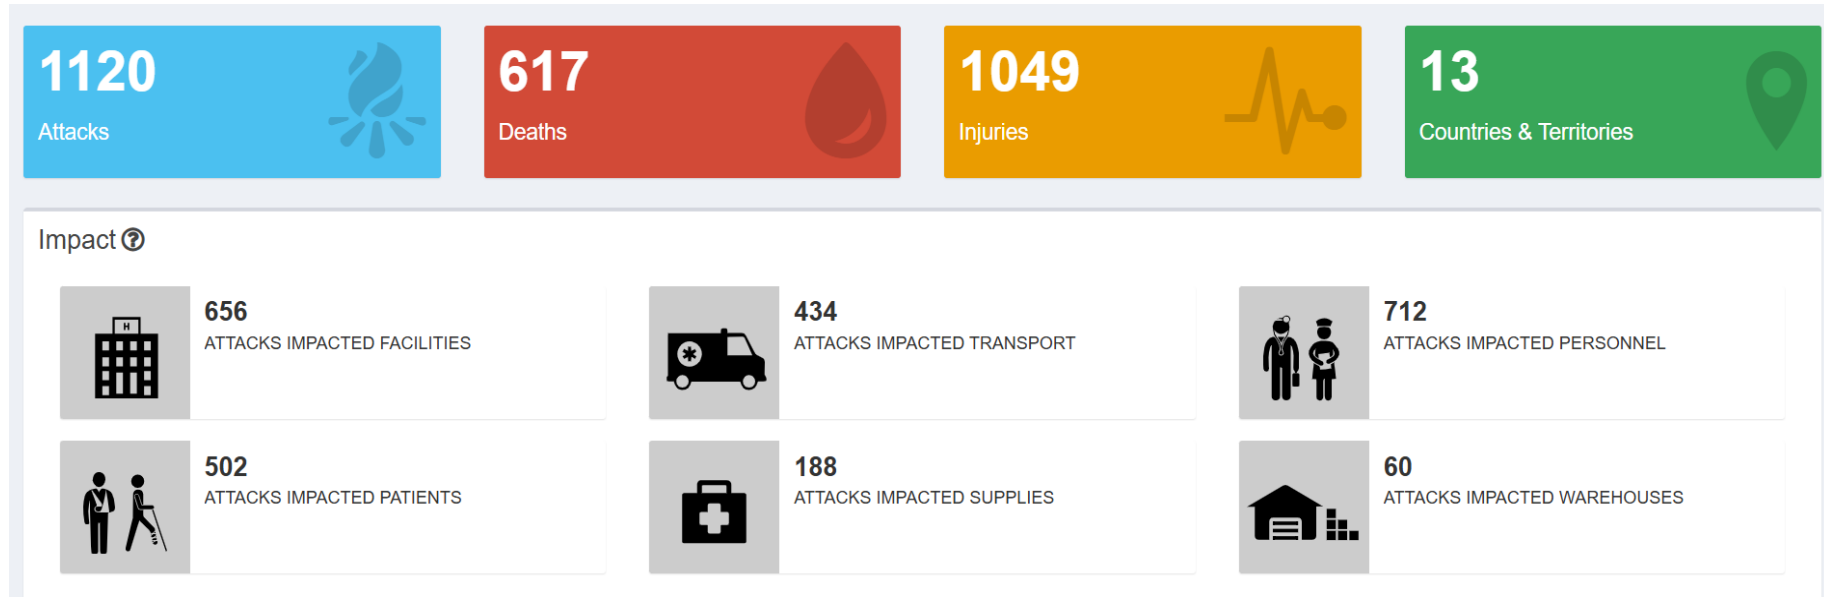 1120
Attacks
617
Deaths
1049
Injuries
13
Countries & Territories
Impact
656
ATTACKS IMPACTED FACILITIES
H
434
ATTACKS IMPACTED TRANSPORT
712
ATTACKS IMPACTED PERSONNEL
502
ATTACKS IMPACTED PATIENTS
188
ATTACKS IMPACTED SUPPLIES
60
ATTACKS IMPACTED WAREHOUSES